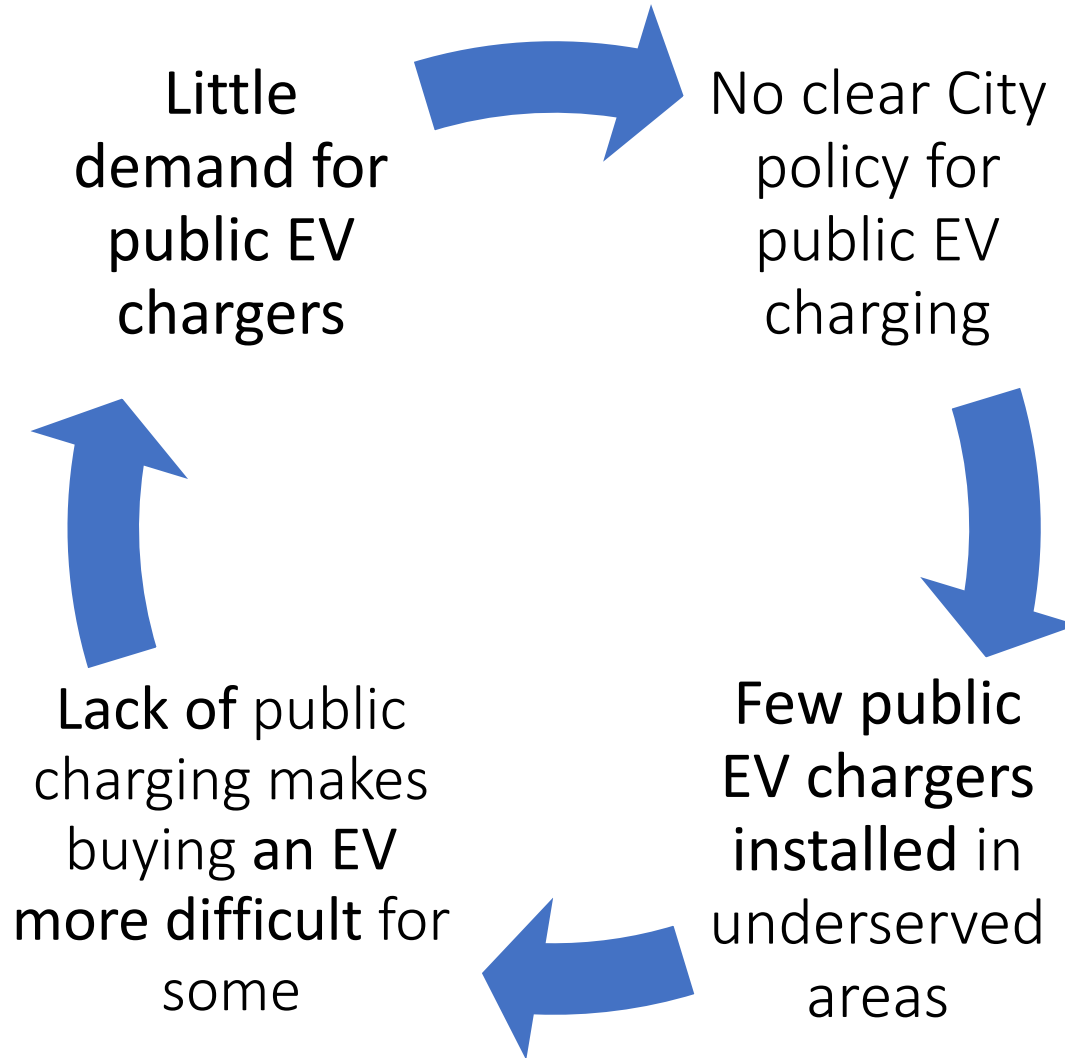 Little
demand for
public EV
chargers
No clear City
policy for
public EV
charging
Few public
EV chargers
installed in
underserved
areas
Lack of public
charging makes
buying an EV
more difficult for
some